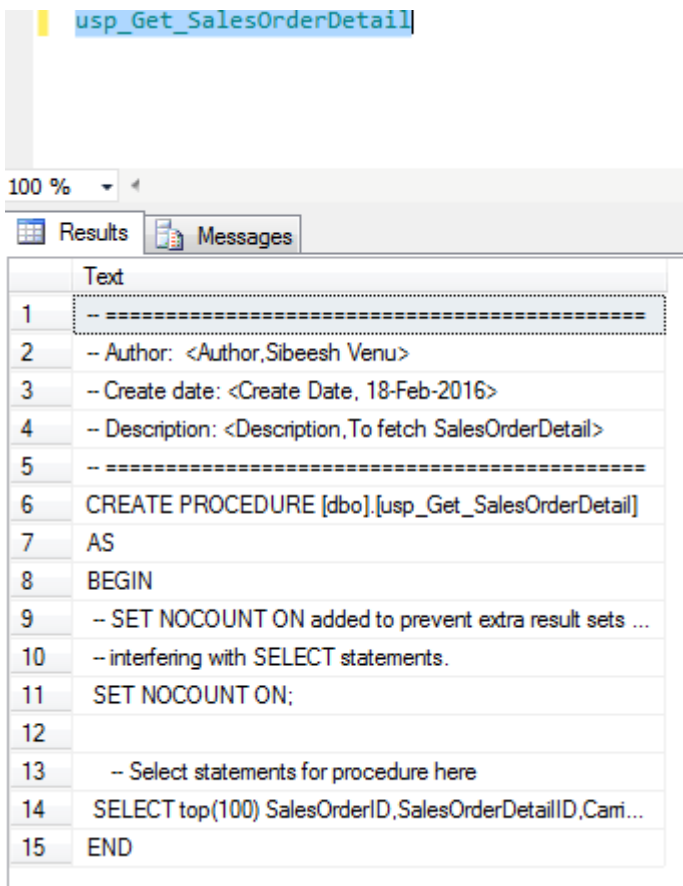 usp_Get_SalesOrderDetail
100 %
Results Messages
Text
1 -- =============================================
2 -- Author: <Author,Sibeesh Venu>
3 -- Create date: <Create Date, 18-Feb-2016>
4 -- Description: <Description,To fetch SalesOrderDetail>
5 -- =============================================
6 CREATE PROCEDURE [dbo].[usp_Get_SalesOrderDetail]
7 AS
8 BEGIN
9 -- SET NOCOUNT ON added to prevent extra result sets ...
10 -- interfering with SELECT statements.
11 SET NOCOUNT ON;
12
13 -- Select statements for procedure here
14 SELECT top(100) SalesOrderID,SalesOrderDetailID,Carri...
15 END